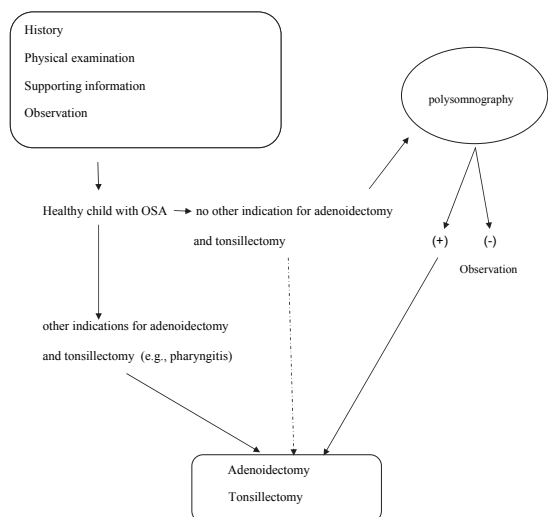 History
Physical examination
Supporting information
Observation
polysomnography
Healthy child with OSA
no other indication for adenoidectomy
and tonsillectomy
(+)
(-)
Observation
other indications for adenoidectomy
and tonsillectomy (e.g., pharyngitis)
Adenoidectomy
Tonsillectomy